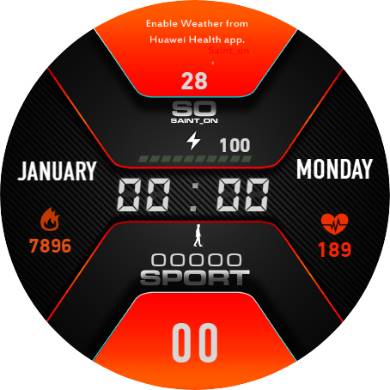 Enable Weather from
Huawei Health app.
Saint_on
28
SO
SAINT_ON
100
JANUARY
MONDAY
00 : 00
7896
189
00000
SPORT
00